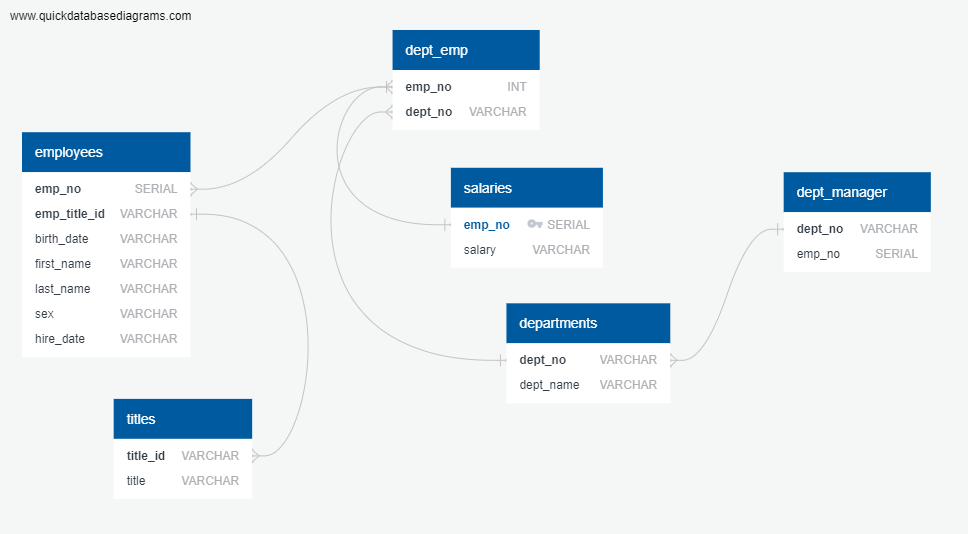 www.quickdatabasediagrams.com
dept_emp
emp_no INT
dept_no VARCHAR
employees
emp_no SERIAL
emp_title_id VARCHAR
birth_date VARCHAR
first_name VARCHAR
last_name VARCHAR
sex VARCHAR
hire_date VARCHAR
salaries
emp_no SERIAL
salary VARCHAR
dept_manager
dept_no VARCHAR
emp_no SERIAL
departments
dept_no VARCHAR
dept_name VARCHAR
titles
title_id VARCHAR
title VARCHAR